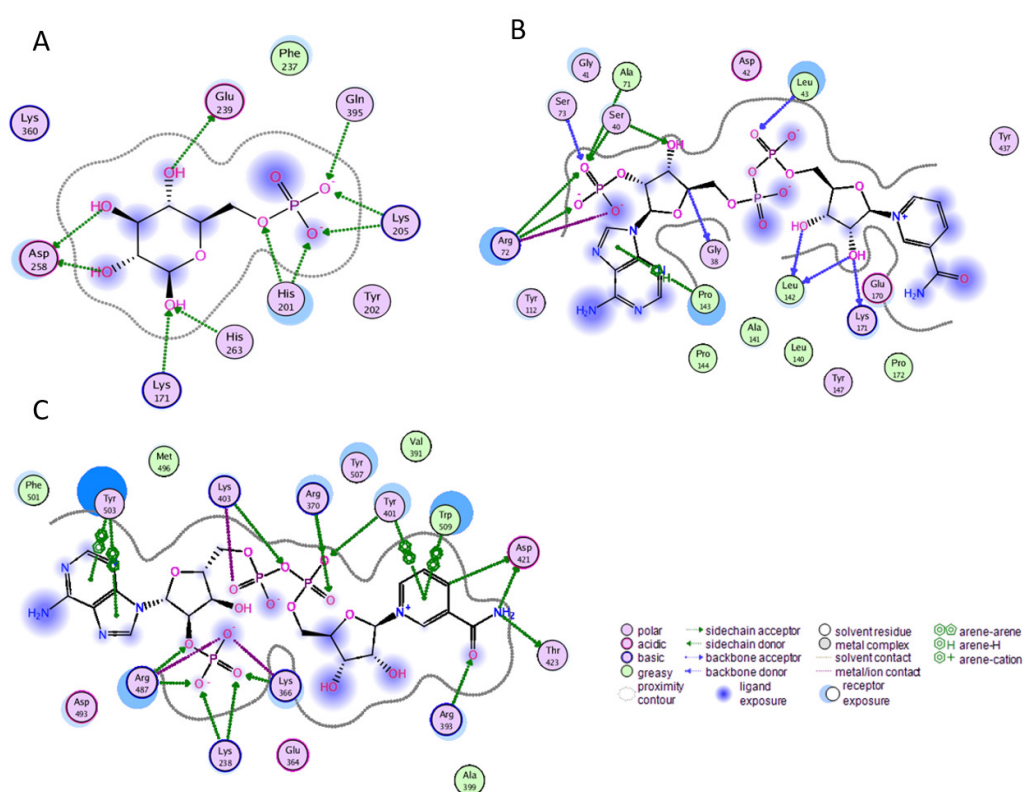 A
Phe
237
Glu
239
Gln
395
Lys
360
OH
O
O-
HO
P
O
O-
Lys
205
Asp
258
HO
O
OH
His
201
Tyr
202
His
263
Lys
171
B
Gly
41
Ala
71
Asp
42
Leu
43
Ser
73
Ser
40
Tyr
437
OH
O
P
O-
O
P
O
O
O-
O
O
P
O-
O
O
N
N
N
N
H
H₂N
Arg
72
Gly
38
HO
OH
N+
O
H₂N
Tyr
112
Pro
143
Leu
142
Glu
170
Lys
171
Pro
144
Ala
141
Leu
140
Tyr
147
Pro
172
C
Phe
501
Met
496
Tyr
503
Lys
403
Arg
370
Tyr
507
Val
391
Tyr
401
Trp
509
Asp
421
N
N
N
N
H₂N
O
OH
O
P
O
O-
O
P
O
O
O
N+
NH₂
O
O
P
O-
O-
O
HO
OH
Thr
423
Arg
487
Lys
366
Arg
393
Asp
493
Lys
238
Glu
364
Ala
399
polar
acidic
basic
greasy
proximity
contour
sidechain acceptor
sidechain donor
backbone acceptor
backbone donor
ligand
exposure
solvent residue
metal complex
solvent contact
metal/ion contact
receptor
exposure
arene-arene
H arene-H
+ arene-cation